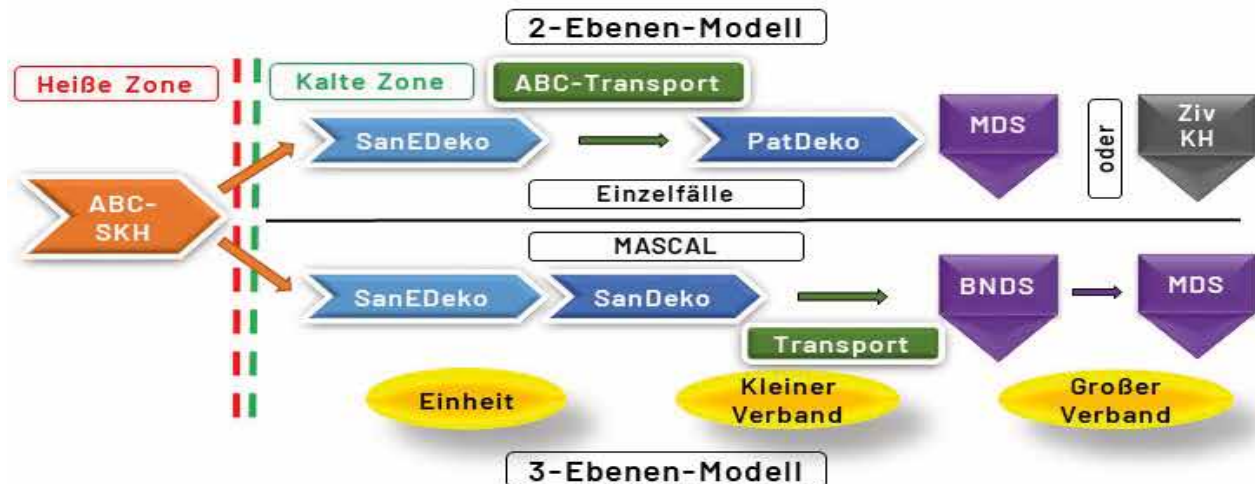 2-Ebenen-Modell
Heiße Zone
Kalte Zone
ABC-Transport
SanEDeko
PatDeko
MDS
oder
Ziv
KH
ABC-
SKH
Einzelfälle
MASCAL
SanEDeko
SanDeko
BNDS
MDS
Transport
Einheit
Kleiner
Verband
Großer
Verband
3-Ebenen-Modell